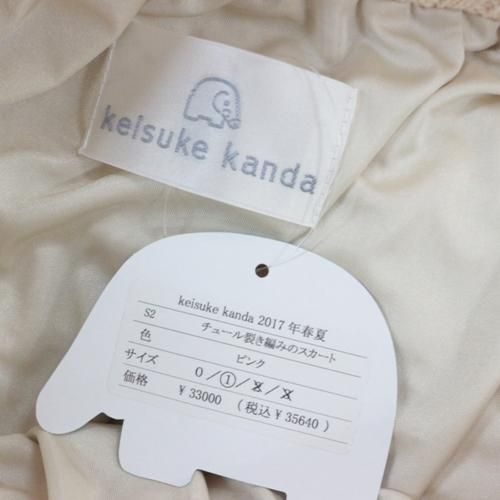 keisuke kanda
keisuke kanda 2017 年春夏
S2 チュール裂き編みのスカート
色 ピンク
サイズ 0 / ① / 2 / 3
価格 ¥ 33000 ( 税込 ¥ 35640 )